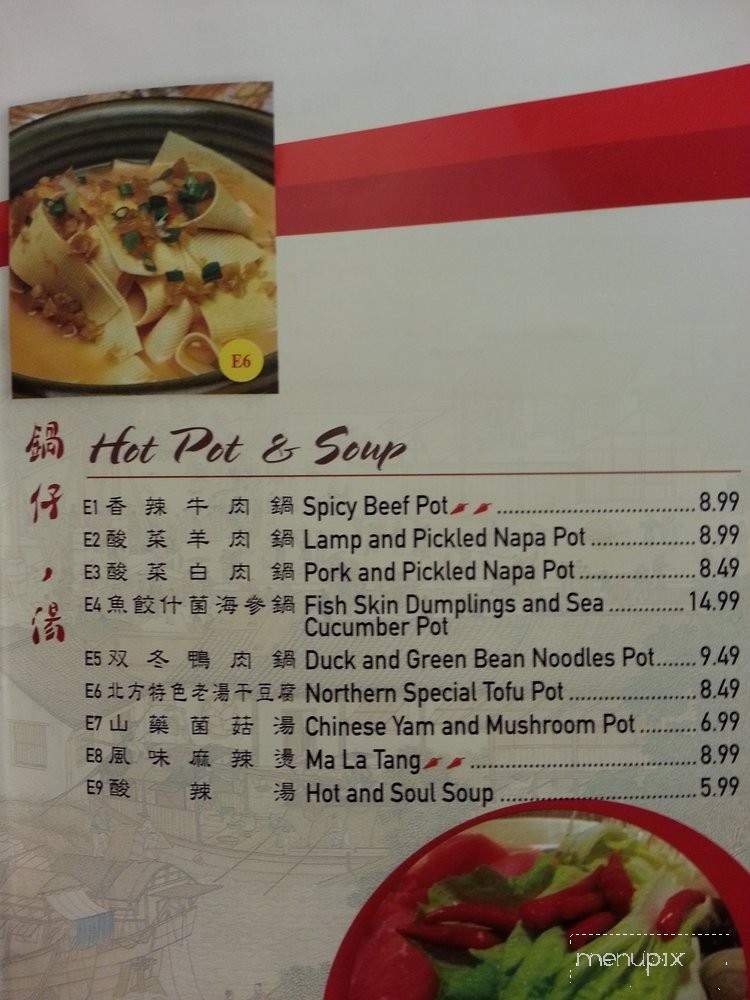 E6
鍋仔,湯
Hot Pot & Soup
E1 香辣牛肉鍋 Spicy Beef Pot ........ 8.99
E2 酸菜羊肉鍋 Lamp and Pickled Napa Pot ........ 8.99
E3 酸菜白肉鍋 Pork and Pickled Napa Pot ........ 8.49
E4 魚餃什菌海參鍋 Fish Skin Dumplings and Sea ........ 14.99
Cucumber Pot
E5 双冬鴨肉鍋 Duck and Green Bean Noodles Pot ....... 9.49
E6 北方特色老湯干豆腐 Northern Special Tofu Pot ........ 8.49
E7 山藥菌菇湯 Chinese Yam and Mushroom Pot ........ 6.99
E8 風味麻辣燙 Ma La Tang ........ 8.99
E9 酸辣湯 Hot and Soul Soup ........ 5.99
menupix